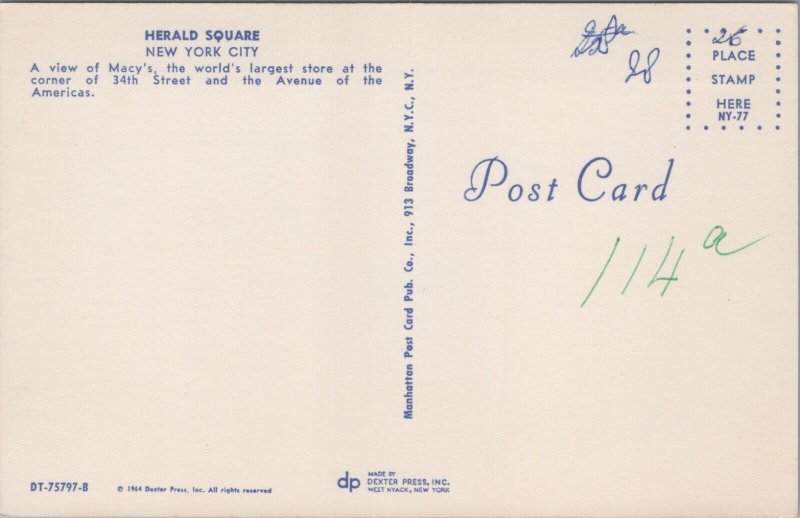 HERALD SQUARE
NEW YORK CITY
A view of Macy's, the world's largest store at the
corner of 34th Street and the Avenue of the
Americas.
Manhattan Post Card Pub. Co., Inc., 913 Broadway, N.Y.C., N.Y.
26
PLACE
STAMP
HERE
NY-77
Post Card
114a
DT-75797-B
© 1964 Dexter Press, Inc. All rights reserved
dp
MADE BY
DEXTER PRESS, INC.
WEST NYACK, NEW YORK